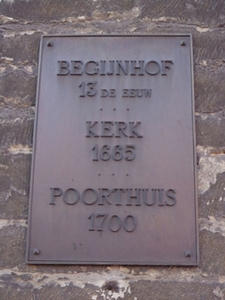 BEGIJNHOF
13 DE EEUW
...
KERK
1665
...
POORTHUIS
1700